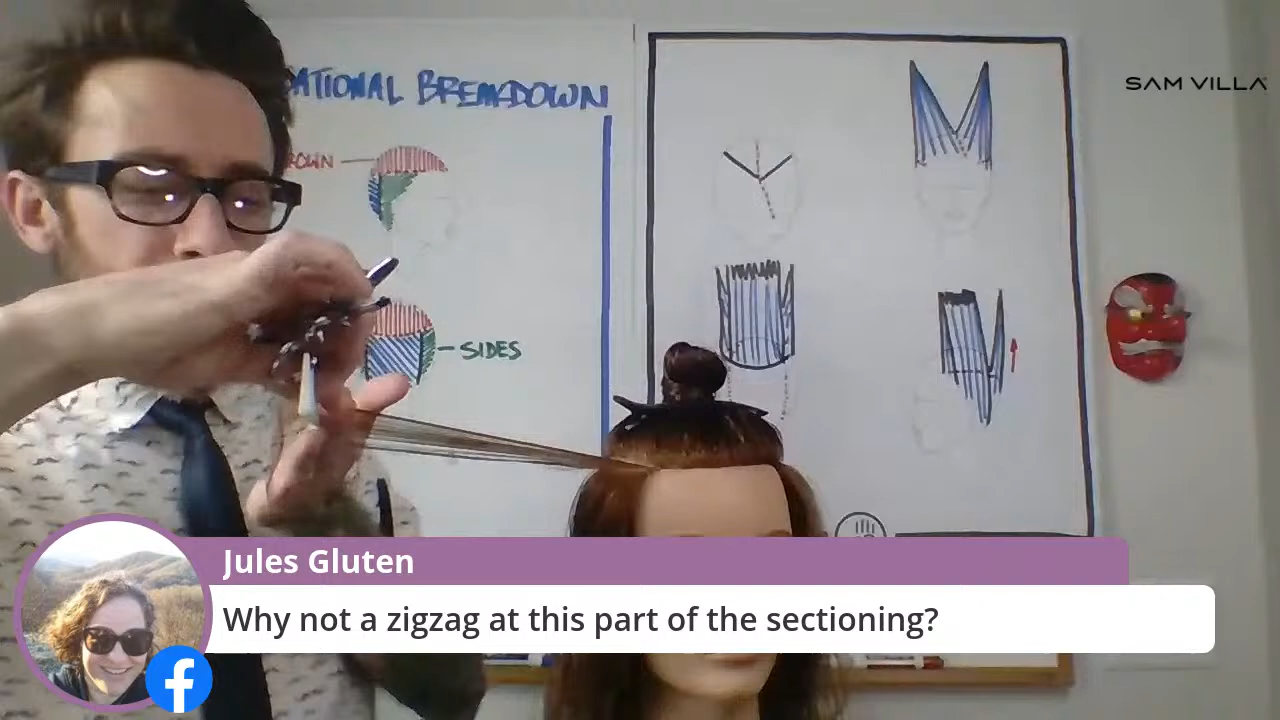 ATIONAL BREAKDOWN
SAM VILLA
ROWN
SIDES
Jules Gluten
Why not a zigzag at this part of the sectioning?